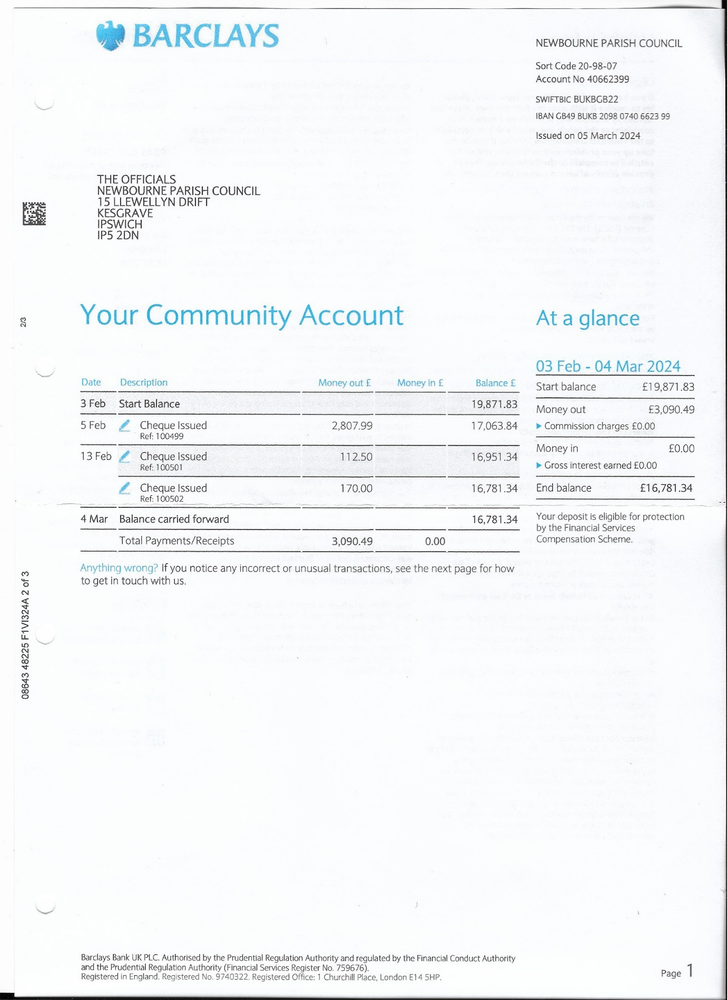 BARCLAYS
NEWBOURNE PARISH COUNCIL
Sort Code 20-98-07
Account No 40662399
SWIFTBIC BUKBGB22
IBAN GB49 BUKB 2098 0740 6623 99
Issued on 05 March 2024
THE OFFICIALS
NEWBOURNE PARISH COUNCIL
15 LLEWELLYN DRIFT
KESGRAVE
IPSWICH
IP5 2DN
2/3
Your Community Account
Date Description Money out £ Money in £ Balance £
3 Feb Start Balance 19,871.83
5 Feb Cheque Issued 2,807.99 17,063.84
Ref: 100499
13 Feb Cheque Issued 112.50 16,951.34
Ref: 100501
Cheque Issued 170.00 16,781.34
Ref: 100502
4 Mar Balance carried forward 16,781.34
Total Payments/Receipts 3,090.49 0.00
Anything wrong? If you notice any incorrect or unusual transactions, see the next page for how
to get in touch with us.
At a glance
03 Feb - 04 Mar 2024
Start balance £19,871.83
Money out £3,090.49
Commission charges £0.00
Money in £0.00
Gross interest earned £0.00
End balance £16,781.34
Your deposit is eligible for protection
by the Financial Services
Compensation Scheme.
08643 48225 F1VI324A 2 of 3
Barclays Bank UK PLC. Authorised by the Prudential Regulation Authority and regulated by the Financial Conduct Authority
and the Prudential Regulation Authority (Financial Services Register No. 759676).
Registered in England. Registered No. 9740322. Registered Office: 1 Churchill Place, London E14 5HP.
Page 1